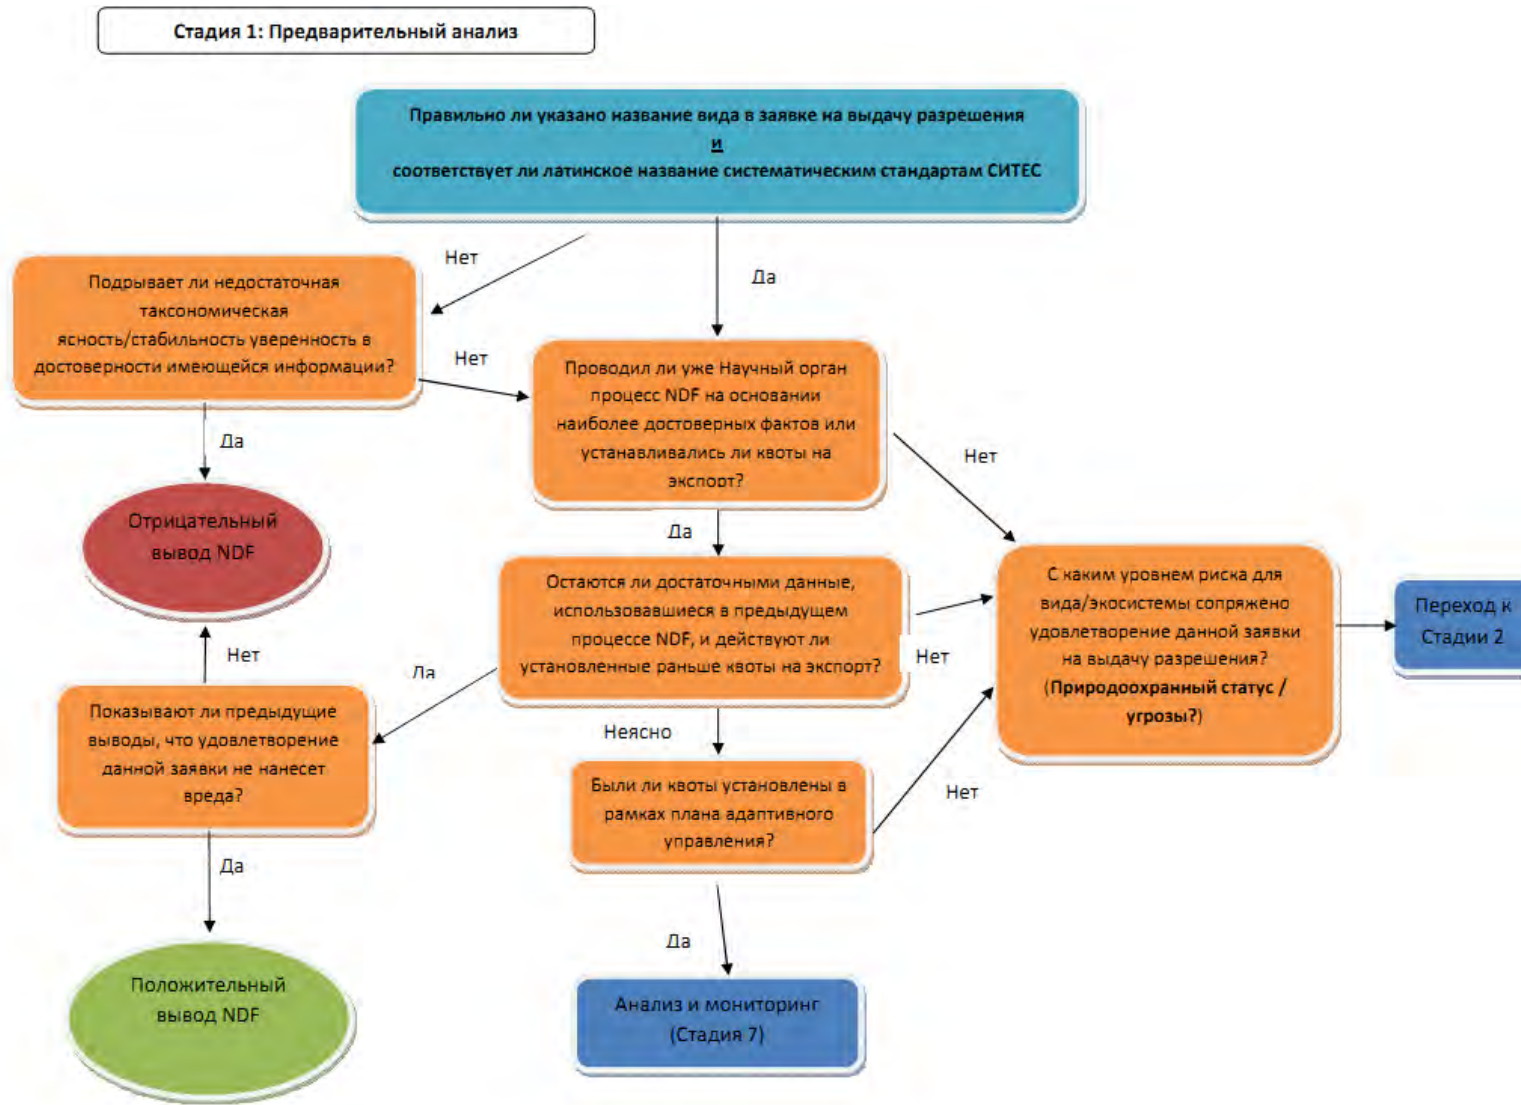 Стадия 1: Предварительный анализ
Правильно ли указано название вида в заявке на выдачу разрешения
и
соответствует ли латинское название систематическим стандартам СИТЕС
Нет
Да
Подрывает ли недостаточная
таксономическая
ясность/стабильность уверенность в
достоверности имеющейся информации?
Нет
Проводил ли уже Научный орган
процесс NDF на основании
наиболее достоверных фактов или
устанавливались ли квоты на
экспорт?
Да
Нет
Отрицательный
вывод NDF
Да
Остаются ли достаточными данные,
использовавшиеся в предыдущем
процессе NDF, и действуют ли
установленные раньше квоты на экспорт?
С каким уровнем риска для
вида/экосистемы сопряжено
удовлетворение данной заявки
на выдачу разрешения?
(Природоохранный статус /
угрозы?)
Переход к
Стадии 2
Нет
Да
Нет
Показывают ли предыдущие
выводы, что удовлетворение
данной заявки не нанесет
вреда?
Неясно
Были ли квоты установлены в
рамках плана адаптивного
управления?
Нет
Да
Да
Положительный
вывод NDF
Анализ и мониторинг
(Стадия 7)